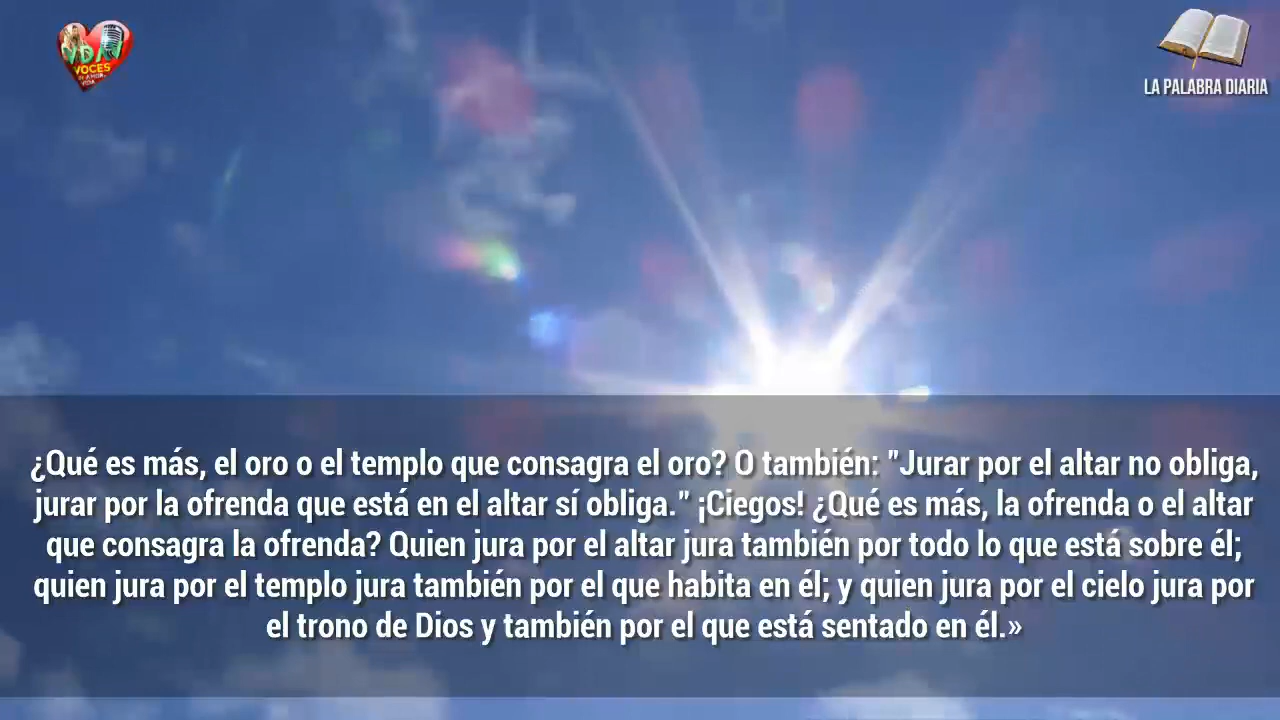 VDA
VOCES
LA PALABRA DIARIA
¿Qué es más, el oro o el templo que consagra el oro? O también: "Jurar por el altar no obliga,
jurar por la ofrenda que está en el altar sí obliga." ¡Ciegos! ¿Qué es más, la ofrenda o el altar
que consagra la ofrenda? Quien jura por el altar jura también por todo lo que está sobre él;
quien jura por el templo jura también por el que habita en él; y quien jura por el cielo jura por
el trono de Dios y también por el que está sentado en él.»